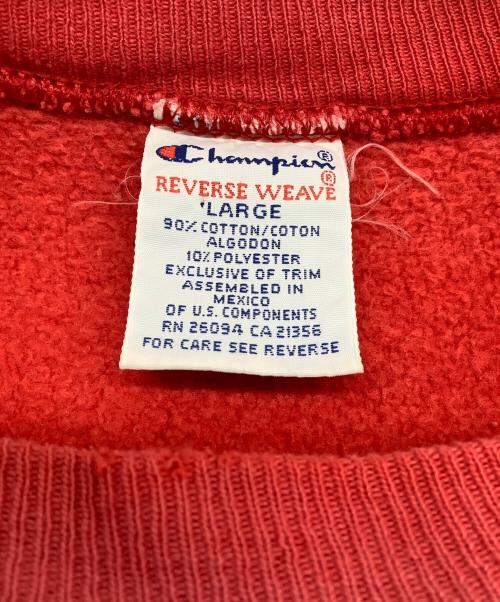 Champion®
REVERSE WEAVE®
'LARGE
90% COTTON/COTON
ALGODON
10% POLYESTER
EXCLUSIVE OF TRIM
ASSEMBLED IN
MEXICO
OF U.S. COMPONENTS
RN 26094 CA 21356
FOR CARE SEE REVERSE